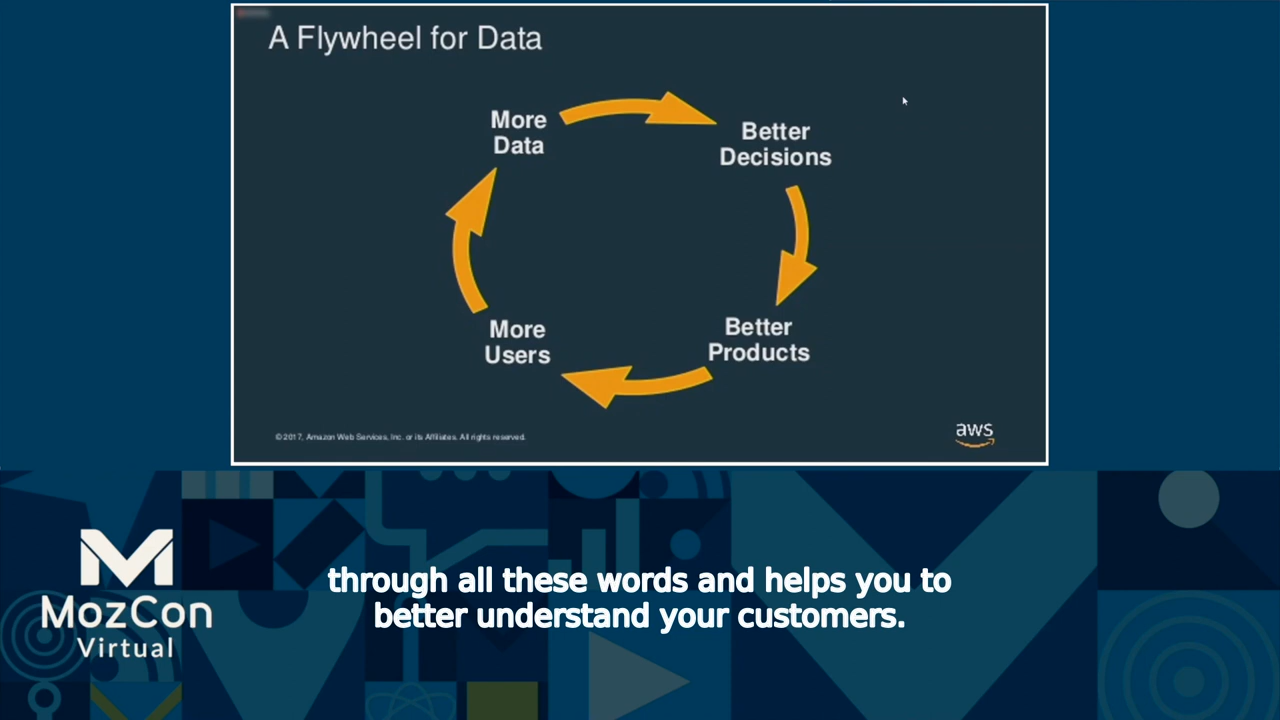 A Flywheel for Data
More
Data
Better
Decisions
Better
Products
More
Users
© 2017, Amazon Web Services, Inc. or its Affiliates. All rights reserved.
aws
through all these words and helps you to
better understand your customers.
MozCon
Virtual